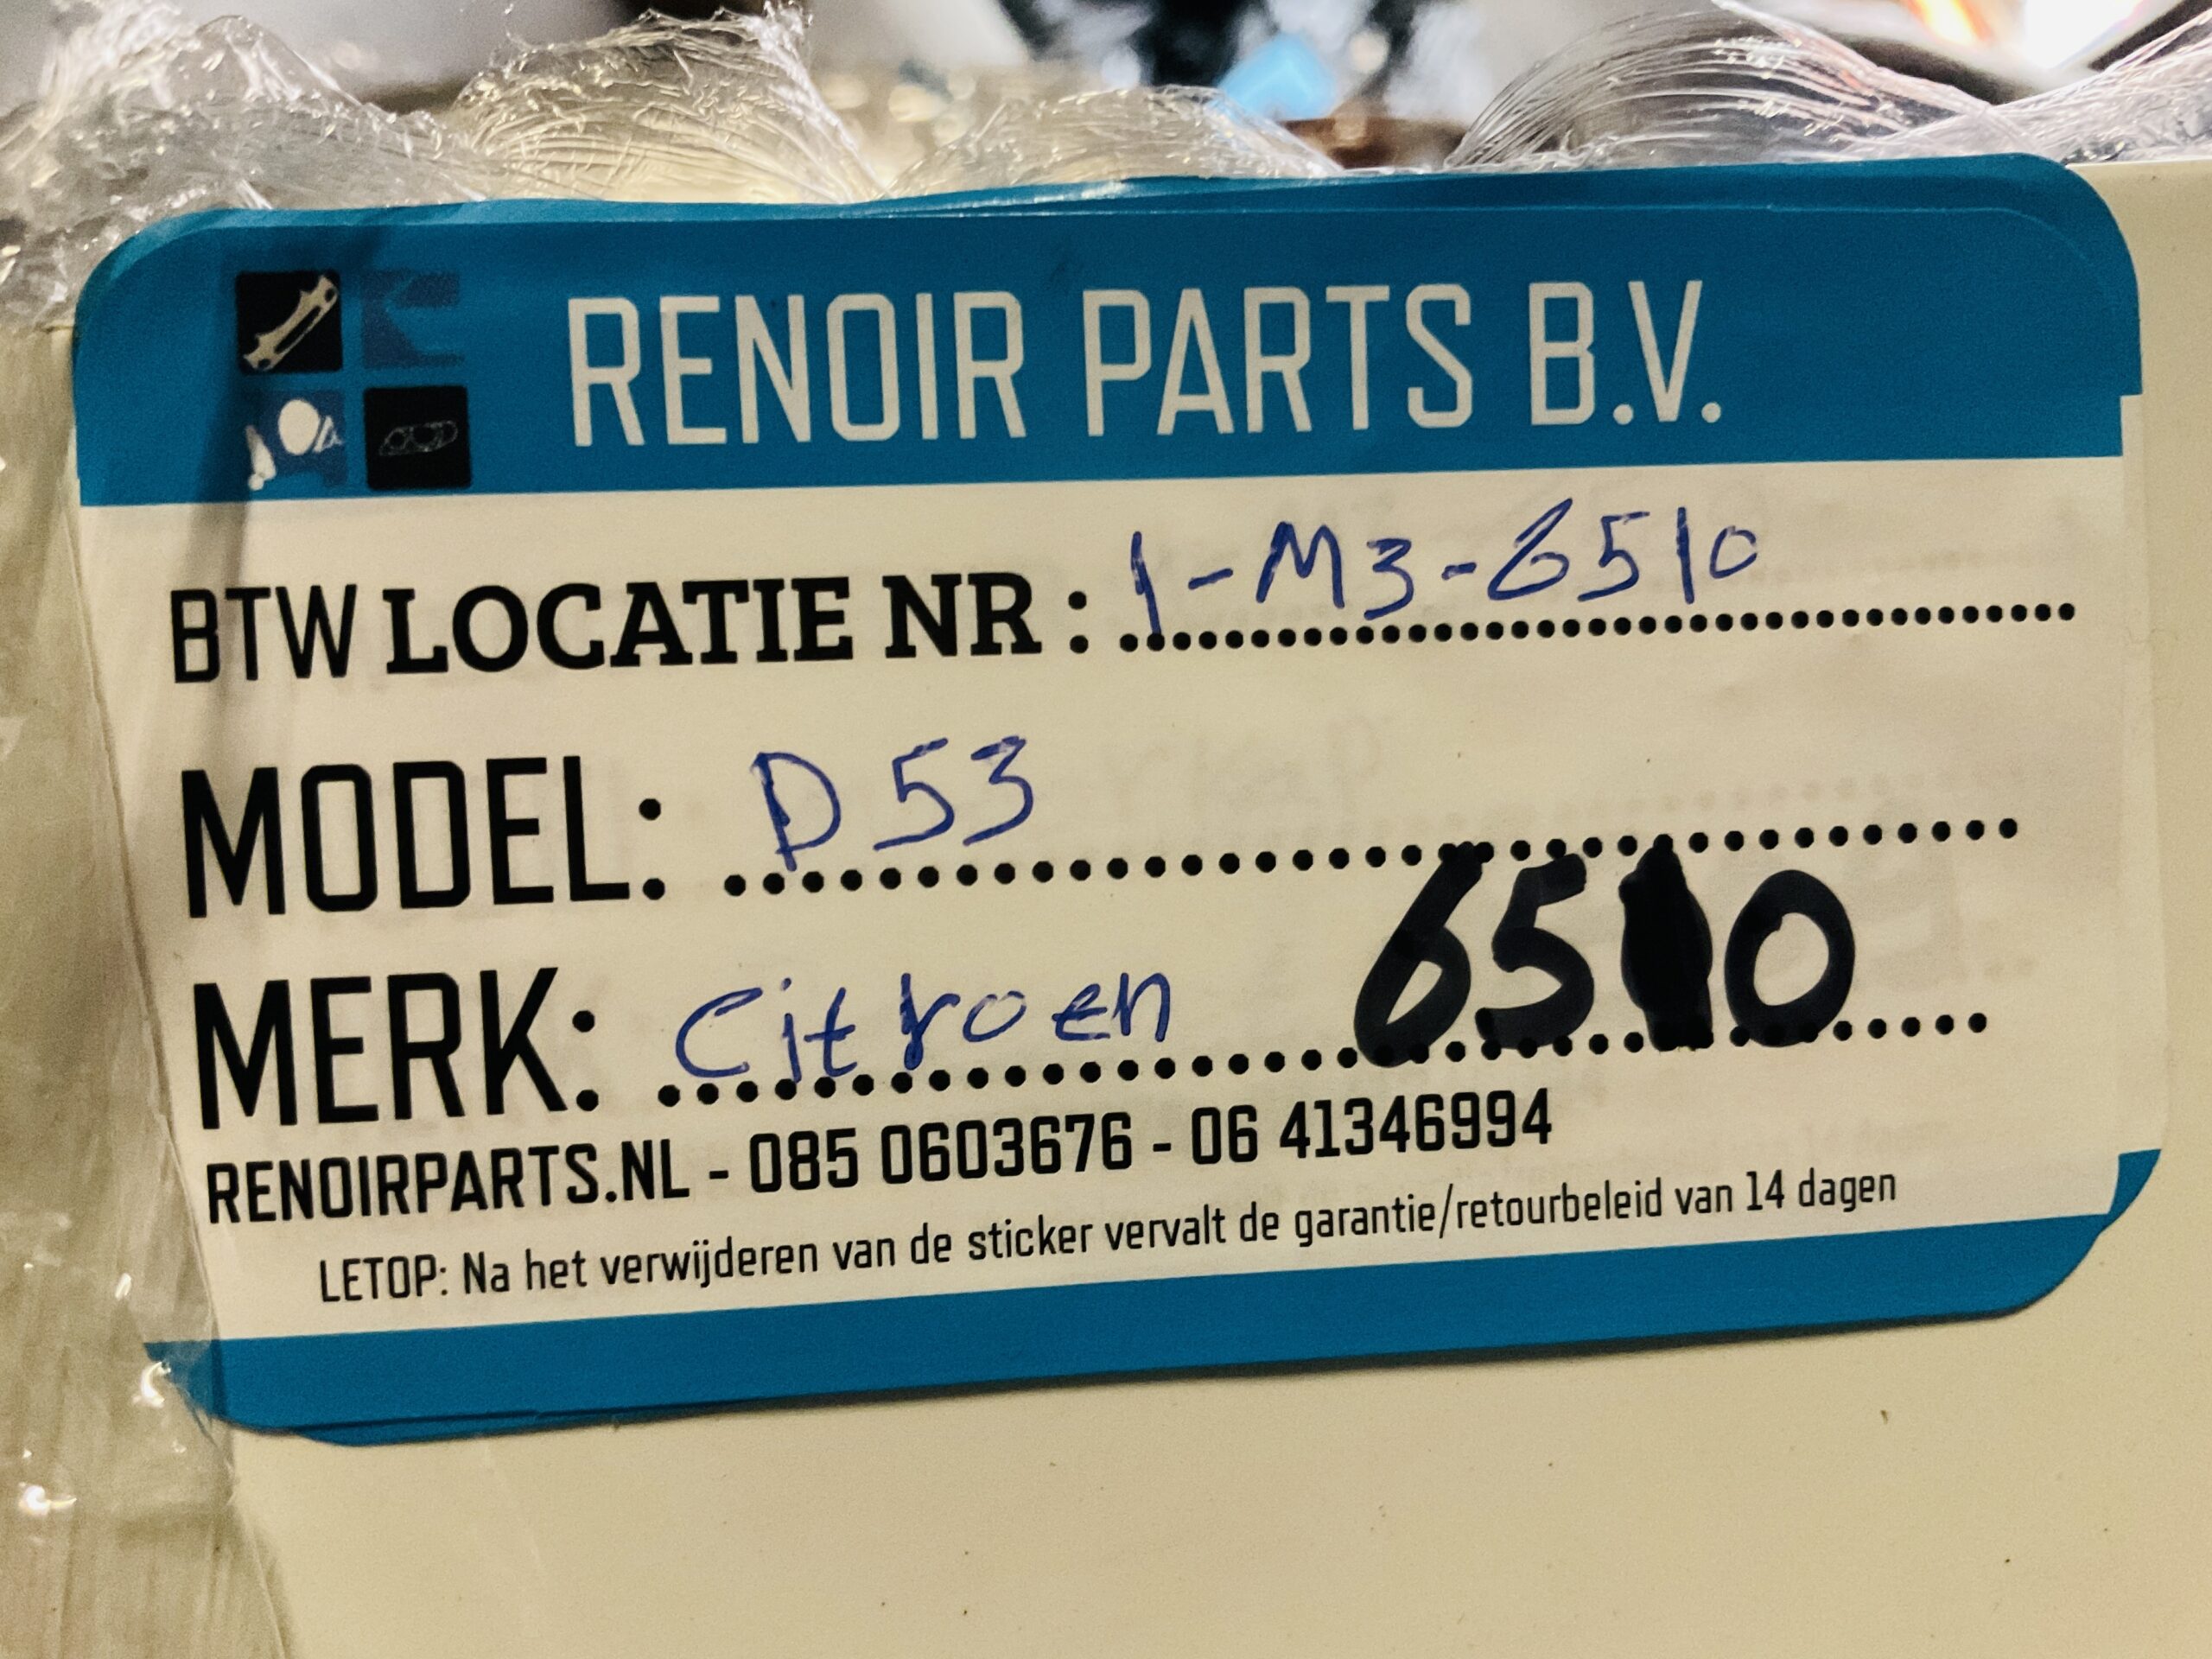 RENOIR PARTS B.V.
BTW LOCATIE NR : 1-M3-6510
MODEL: D53
MERK: Citroen 6510
RENOIRPARTS.NL - 085 0603676 - 06 41346994
LETOP: Na het verwijderen van de sticker vervalt de garantie/retourbeleid van 14 dagen